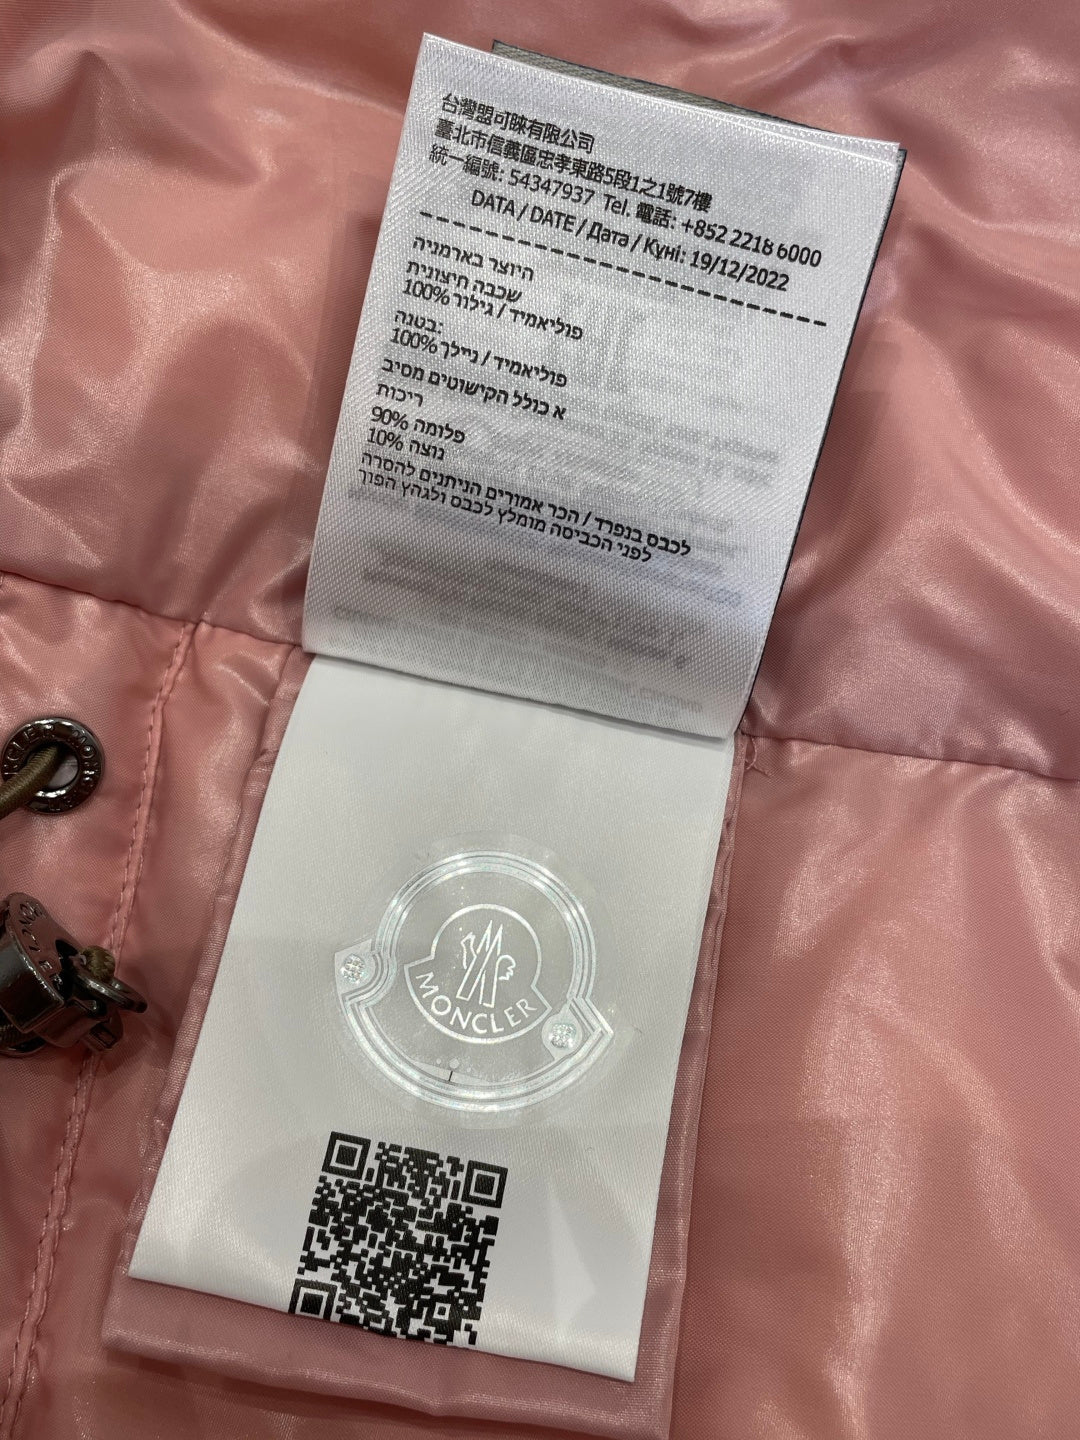 台灣盟可睞有限公司
臺北市信義區忠孝東路5段1之1號7樓
統一編號: 54347937 Tel. 電話: +852 2218 6000
DATA / DATE / Дата / Күні: 19/12/2022
היוצר בארמניה
שכבה חיצונית
פוליאמיד / גילור 100%
בטנה:
פוליאמיד / ניילך 100%
א כולל הקישוטים מסיב
ריכות
פלומה 90%
נוצה 10%
לכבס בנפרד / הכר אמורים הניתנים להסרה
לפני הכביסה מומלץ לכבס ולגהץ הפוך
MONCLER